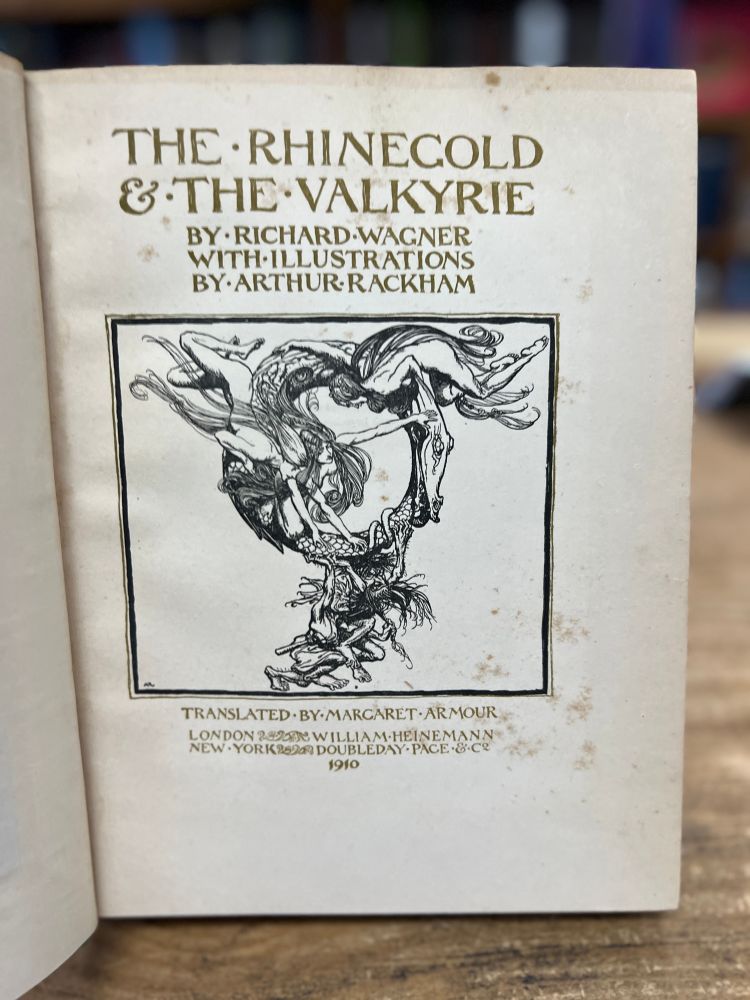 THE·RHINEGOLD
&·THE·VALKYRIE
BY·RICHARD·WAGNER
WITH·ILLUSTRATIONS
BY·ARTHUR·RACKHAM
TRANSLATED·BY·MARGARET·ARMOUR
LONDON WILLIAM·HEINEMANN
NEW·YORK DOUBLEDAY·PAGE·&·Cº
1910